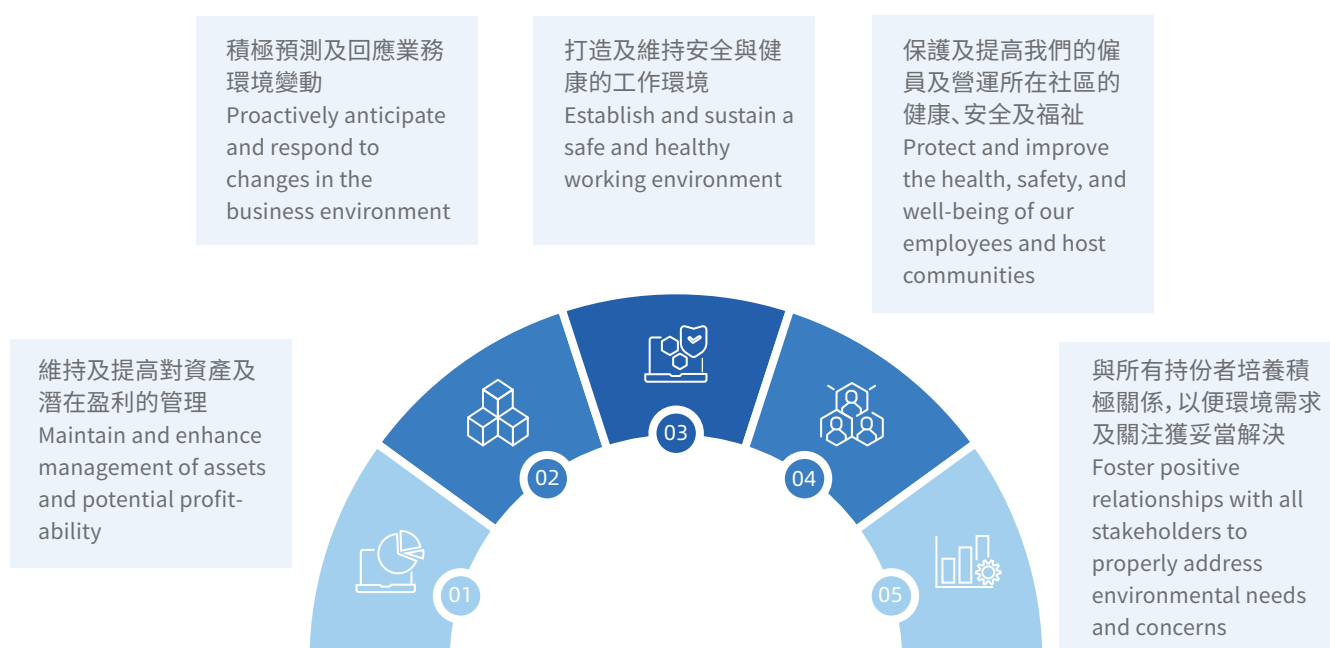 維持及提高對資產及
潛在盈利的管理
Maintain and enhance
management of assets
and potential profit-
ability
01
積極預測及回應業務
環境變動
Proactively anticipate
and respond to
changes in the
business environment
02
打造及維持安全與健
康的工作環境
Establish and sustain a
safe and healthy
working environment
03
保護及提高我們的僱
員及營運所在社區的
健康、安全及福祉
Protect and improve
the health, safety, and
well-being of our
employees and host
communities
04
與所有持份者培養積
極關係,以便環境需求
及關注獲妥當解決
Foster positive
relationships with all
stakeholders to
properly address
environmental needs
and concerns
05